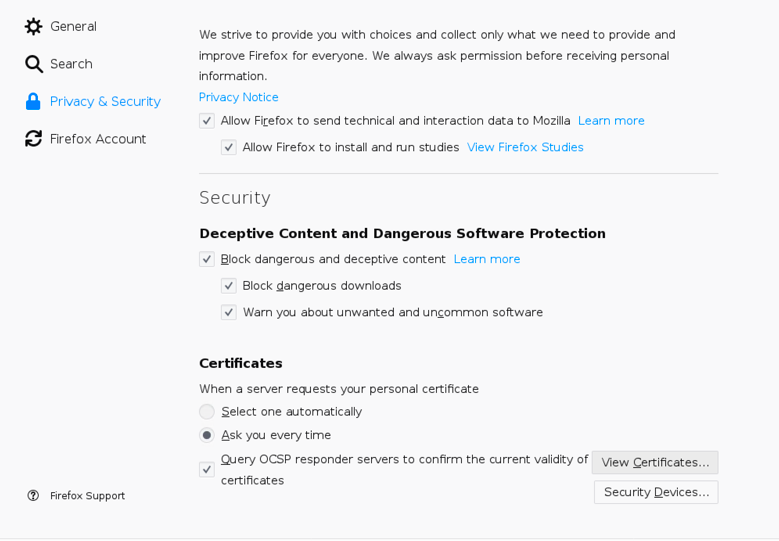 General
Search
Privacy & Security
Firefox Account
We strive to provide you with choices and collect only what we need to provide and
improve Firefox for everyone. We always ask permission before receiving personal
information.
Privacy Notice
Allow Firefox to send technical and interaction data to Mozilla Learn more
Allow Firefox to install and run studies View Firefox Studies
Security
Deceptive Content and Dangerous Software Protection
Block dangerous and deceptive content Learn more
Block dangerous downloads
Warn you about unwanted and uncommon software
Certificates
When a server requests your personal certificate
Select one automatically
Ask you every time
Query OCSP responder servers to confirm the current validity of
certificates
View Certificates...
Security Devices...
Firefox Support